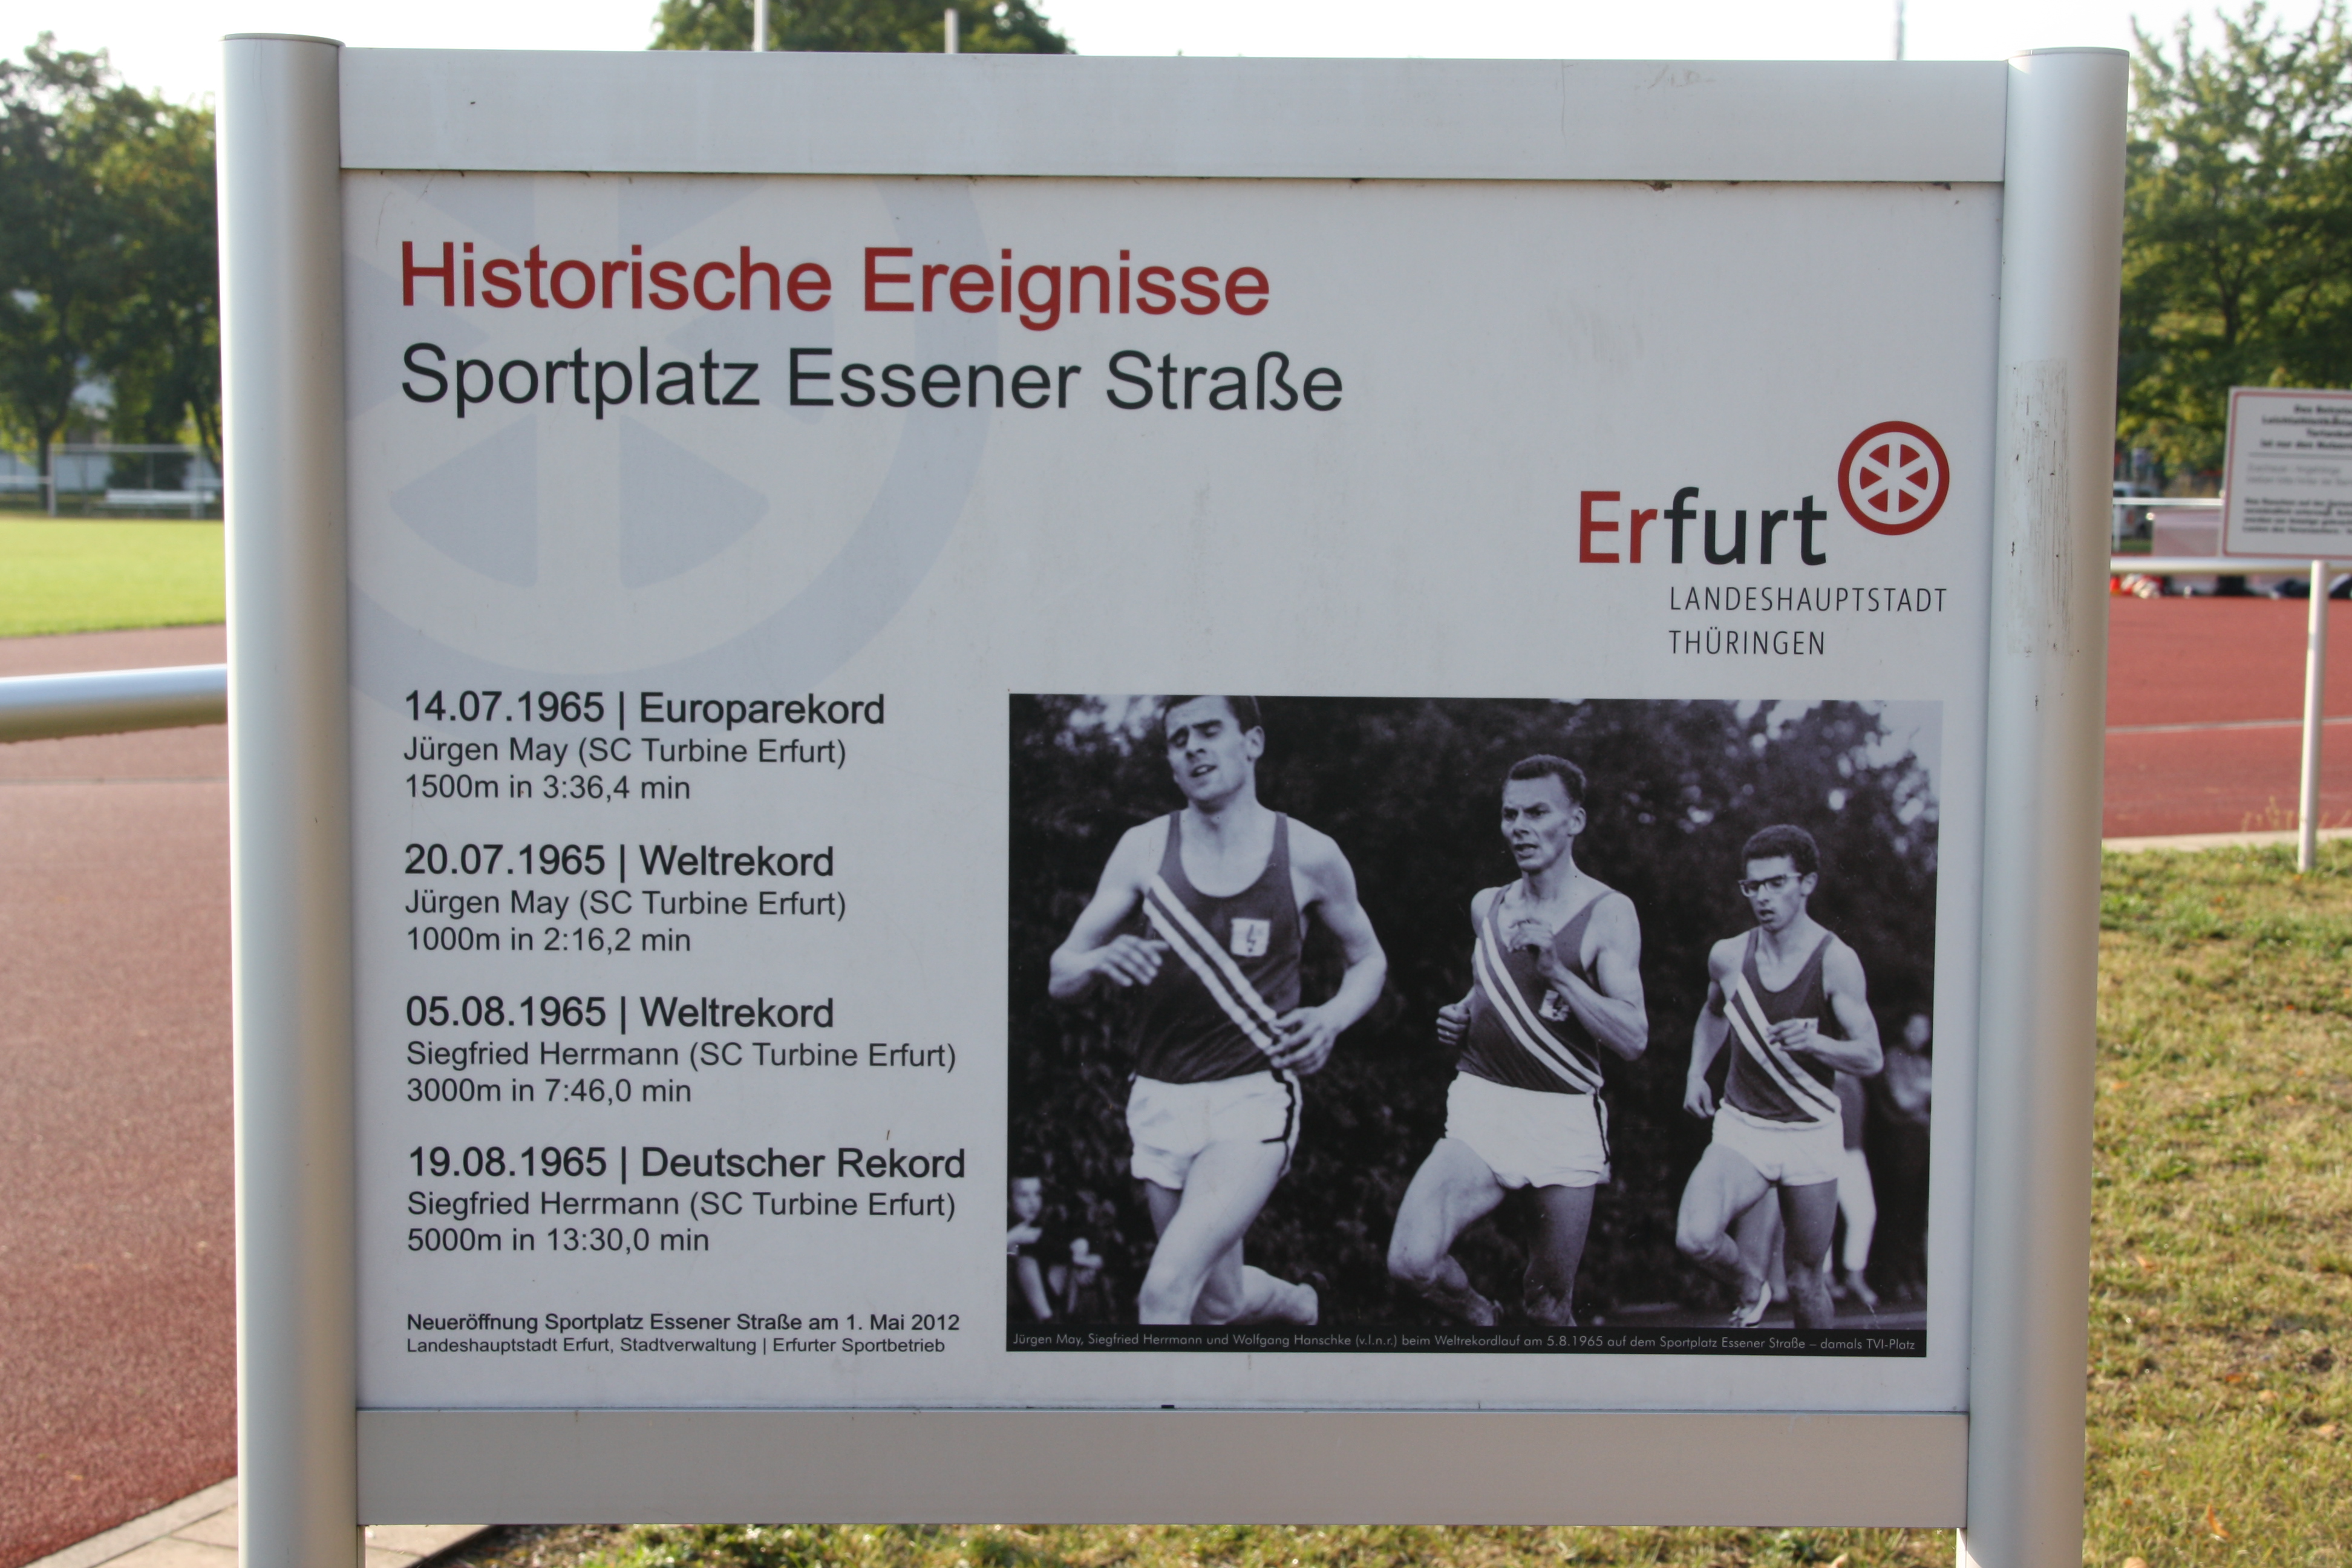 Historische Ereignisse
Sportplatz Essener Straße
Erfurt
LANDESHAUPTSTADT
THÜRINGEN
14.07.1965 | Europarekord
Jürgen May (SC Turbine Erfurt)
1500m in 3:36,4 min
20.07.1965 | Weltrekord
Jürgen May (SC Turbine Erfurt)
1000m in 2:16,2 min
05.08.1965 | Weltrekord
Siegfried Herrmann (SC Turbine Erfurt)
3000m in 7:46,0 min
19.08.1965 | Deutscher Rekord
Siegfried Herrmann (SC Turbine Erfurt)
5000m in 13:30,0 min
Neueröffnung Sportplatz Essener Straße am 1. Mai 2012
Landeshauptstadt Erfurt, Stadtverwaltung | Erfurter Sportbetrieb
Jürgen May, Siegfried Herrmann und Wolfgang Hanschke (v.l.n.r.) beim Weltrekordlauf am 5.8.1965 auf dem Sportplatz Essener Straße – damals TVI-Platz